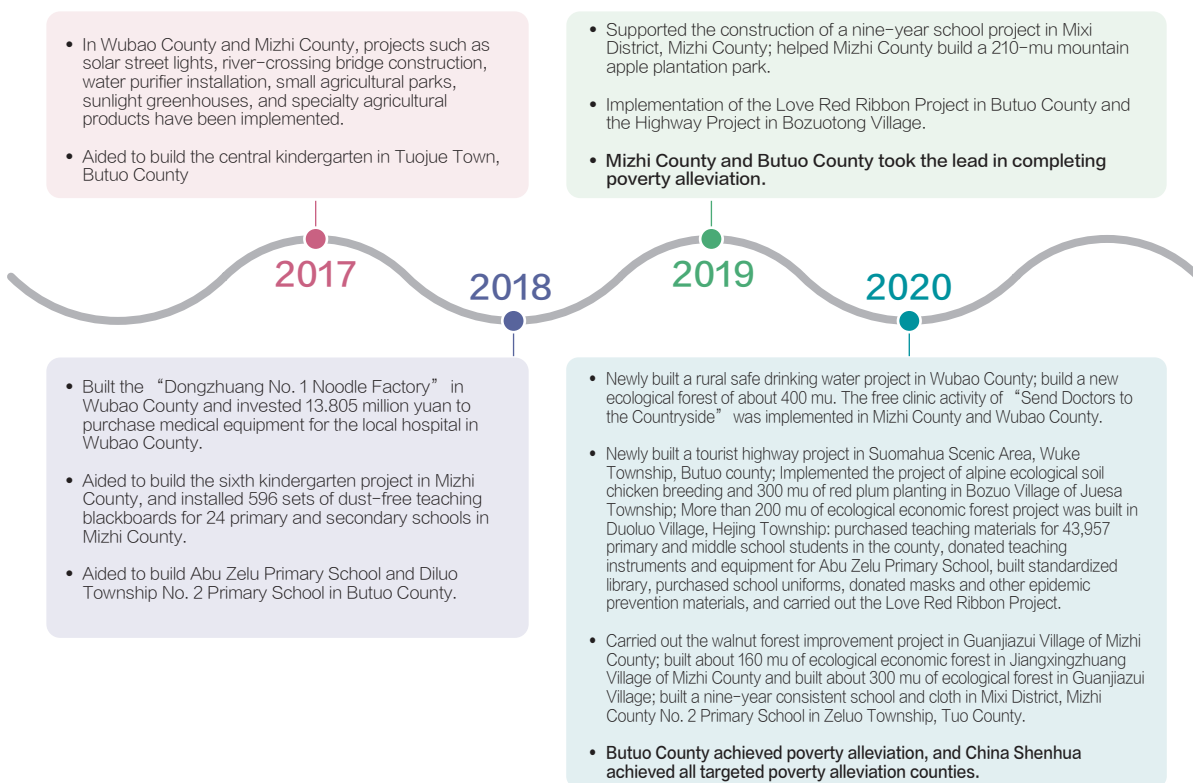 • In Wubao County and Mizhi County, projects such as
solar street lights, river-crossing bridge construction,
water purifier installation, small agricultural parks,
sunlight greenhouses, and specialty agricultural
products have been implemented.
• Aided to build the central kindergarten in Tuojue Town,
Butuo County
• Supported the construction of a nine-year school project in Mixi
District, Mizhi County; helped Mizhi County build a 210-mu mountain
apple plantation park.
• Implementation of the Love Red Ribbon Project in Butuo County and
the Highway Project in Bozuotong Village.
• Mizhi County and Butuo County took the lead in completing
poverty alleviation.
2017
2018
2019
2020
• Built the “Dongzhuang No. 1 Noodle Factory” in
Wubao County and invested 13.805 million yuan to
purchase medical equipment for the local hospital in
Wubao County.
• Aided to build the sixth kindergarten project in Mizhi
County, and installed 596 sets of dust-free teaching
blackboards for 24 primary and secondary schools in
Mizhi County.
• Aided to build Abu Zelu Primary School and Diluo
Township No. 2 Primary School in Butuo County.
• Newly built a rural safe drinking water project in Wubao County; build a new
ecological forest of about 400 mu. The free clinic activity of “Send Doctors to
the Countryside” was implemented in Mizhi County and Wubao County.
• Newly built a tourist highway project in Suomahua Scenic Area, Wuke
Township, Butuo county; Implemented the project of alpine ecological soil
chicken breeding and 300 mu of red plum planting in Bozuo Village of Juesa
Township; More than 200 mu of ecological economic forest project was built in
Duoluo Village, Hejing Township: purchased teaching materials for 43,957
primary and middle school students in the county, donated teaching
instruments and equipment for Abu Zelu Primary School, built standardized
library, purchased school uniforms, donated masks and other epidemic
prevention materials, and carried out the Love Red Ribbon Project.
• Carried out the walnut forest improvement project in Guanjiazui Village of Mizhi
County; built about 160 mu of ecological economic forest in Jiangxingzhuang
Village of Mizhi County and built about 300 mu of ecological forest in Guanjiazui
Village; built a nine-year consistent school and cloth in Mixi District, Mizhi
County No. 2 Primary School in Zeluo Township, Tuo County.
• Butuo County achieved poverty alleviation, and China Shenhua
achieved all targeted poverty alleviation counties.